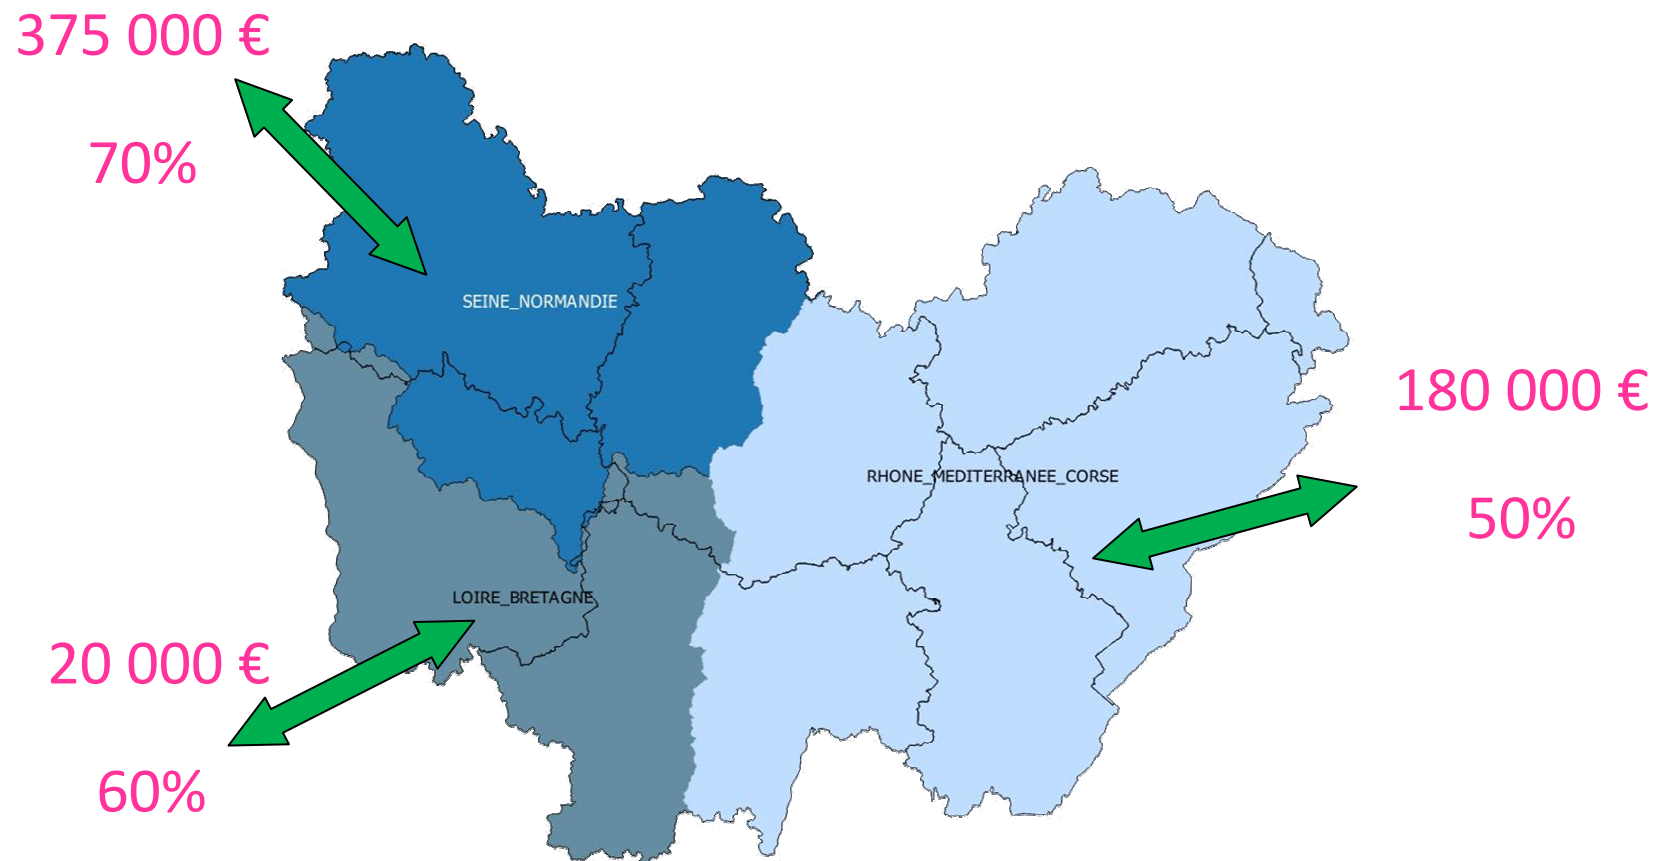 375 000 €
70%
SEINE_NORMANDIE
180 000 €
RHONE_MEDITERRANEE_CORSE
50%
LOIRE_BRETAGNE
20 000 €
60%